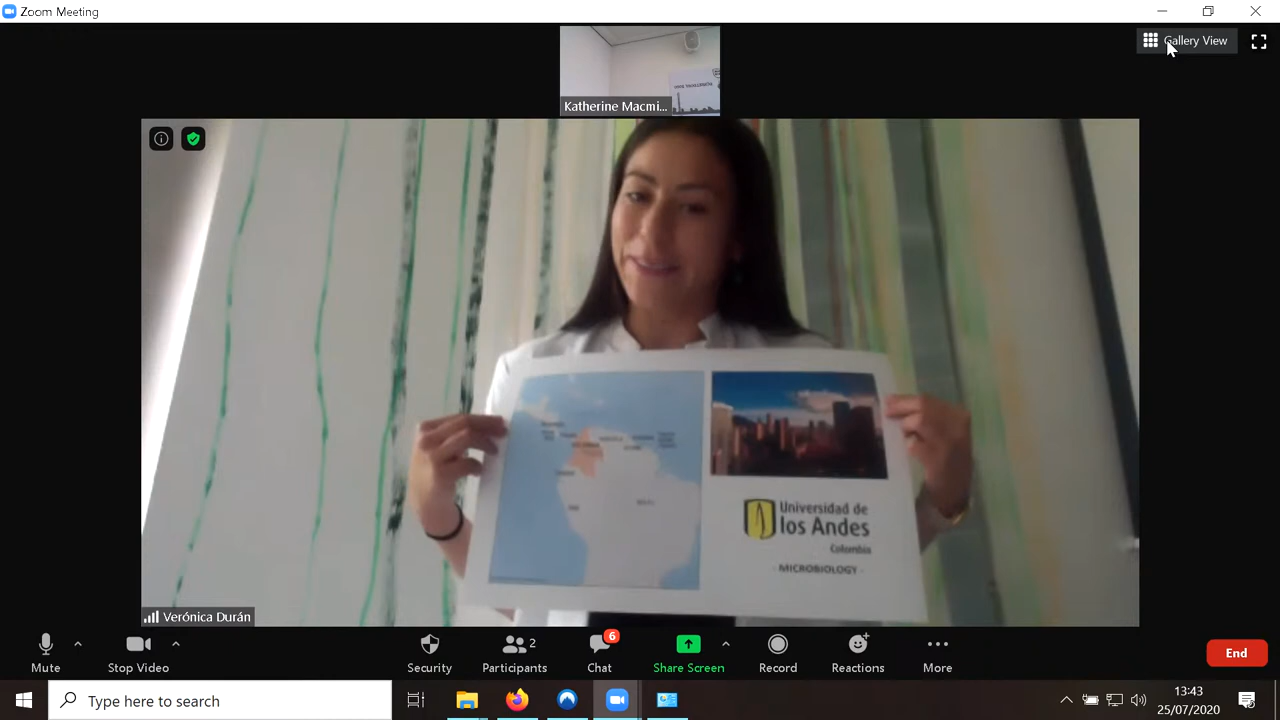 Zoom Meeting
Gallery View
Katherine Macmi...
Universidad de
los Andes
Colombia
- MICROBIOLOGY -
Verónica Durán
Mute
Stop Video
Security
Participants
2
Chat
6
Share Screen
Record
Reactions
More
End
Type here to search
13:43
25/07/2020